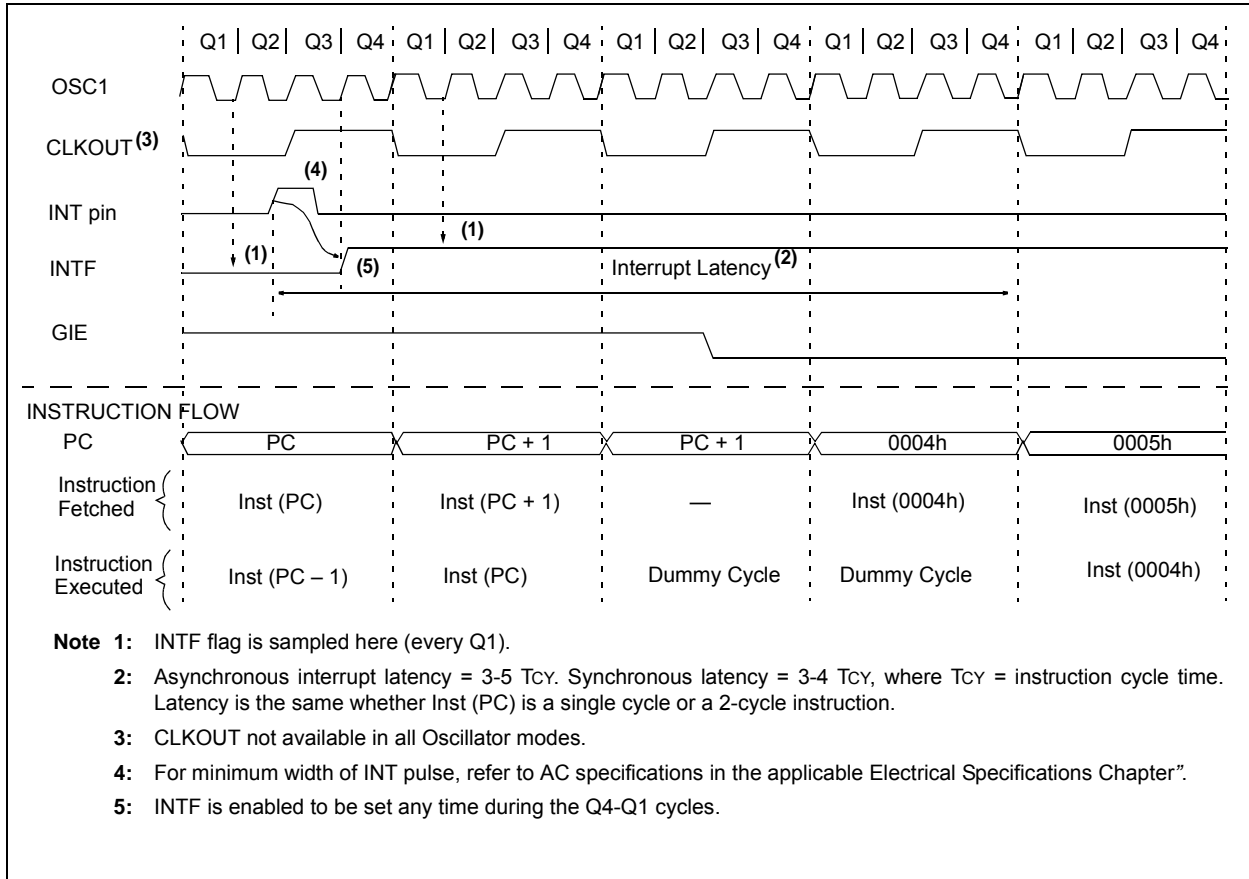 Q1 | Q2 | Q3 | Q4 Q1 | Q2 | Q3 | Q4 Q1 | Q2 | Q3 | Q4 Q1 | Q2 | Q3 | Q4 Q1 | Q2 | Q3 | Q4
OSC1
CLKOUT (3)
(4)
INT pin
(1) (1)
INTF (5) Interrupt Latency (2)
GIE
INSTRUCTION FLOW
PC PC PC + 1 PC + 1 0004h 0005h
Instruction
Fetched Inst (PC) Inst (PC + 1) — Inst (0004h) Inst (0005h)
Instruction
Executed Inst (PC – 1) Inst (PC) Dummy Cycle Dummy Cycle Inst (0004h)
Note 1: INTF flag is sampled here (every Q1).
2: Asynchronous interrupt latency = 3-5 TCY. Synchronous latency = 3-4 TCY, where TCY = instruction cycle time.
Latency is the same whether Inst (PC) is a single cycle or a 2-cycle instruction.
3: CLKOUT not available in all Oscillator modes.
4: For minimum width of INT pulse, refer to AC specifications in the applicable Electrical Specifications Chapter”.
5: INTF is enabled to be set any time during the Q4-Q1 cycles.